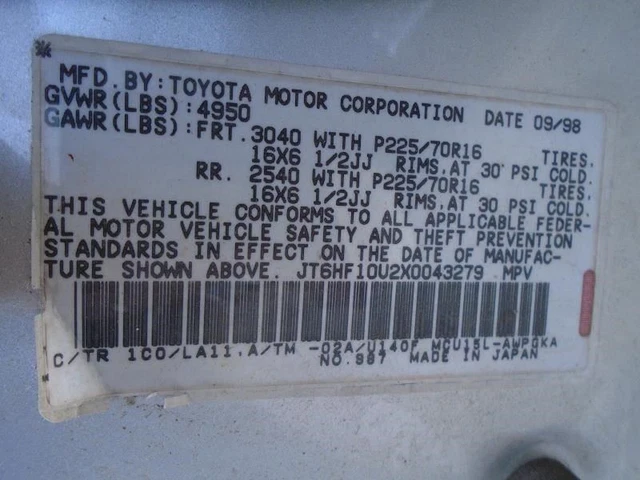 MFD. BY: TOYOTA MOTOR CORPORATION DATE 09/98
GVWR(LBS):4950
GAWR(LBS):FRT. 3040 WITH P225/70R16 TIRES.
16X6 1/2JJ RIMS.AT 30 PSI COLD.
RR. 2540 WITH P225/70R16 TIRES.
16X6 1/2JJ RIMS.AT 30 PSI COLD.
THIS VEHICLE CONFORMS TO ALL APPLICABLE FEDER-
AL MOTOR VEHICLE SAFETY AND THEFT PREVENTION
STANDARDS IN EFFECT ON THE DATE OF MANUFAC-
TURE SHOWN ABOVE. JT6HF10U2X0043279 MPV
C/TR 1C0/LA11.A/TM -02A/U140F MCU15L-AWPGKA
NO.997 MADE IN JAPAN